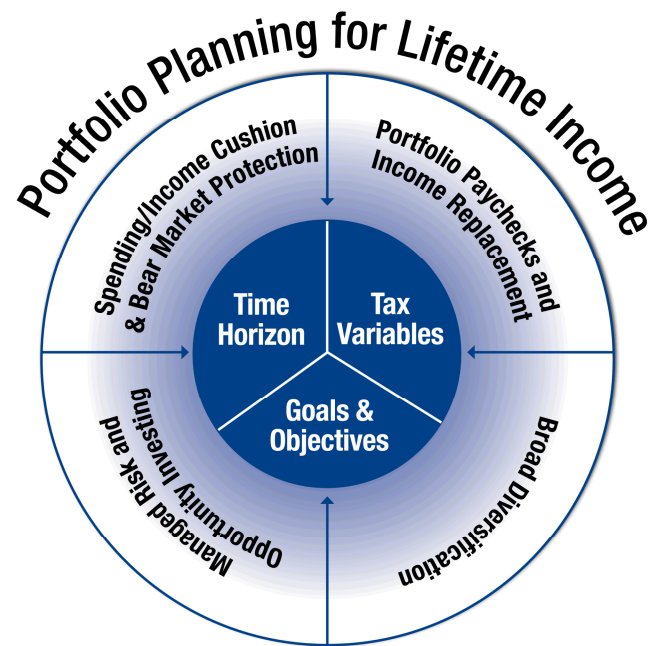 Portfolio Planning for Lifetime Income
Spending/Income Cushion
& Bear Market Protection
Portfolio Paychecks and
Income Replacement
Time
Horizon
Tax
Variables
Goals &
Objectives
Managed Risk and
Opportunity Investing
Broad Diversification